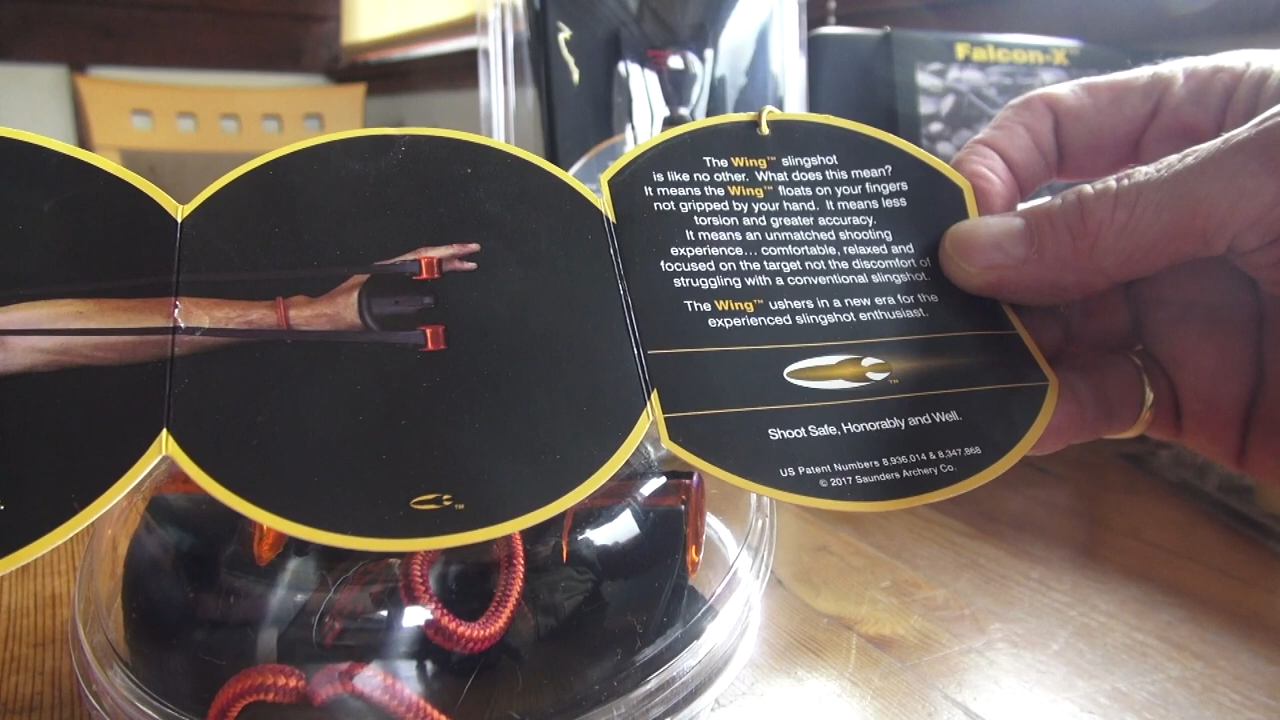 Falcon-X
The Wing™ slingshot
is like no other. What does this mean?
It means the Wing™ floats on your fingers
not gripped by your hand. It means less
torsion and greater accuracy.
It means an unmatched shooting
experience... comfortable, relaxed and
focused on the target not the discomfort of
struggling with a conventional slingshot.
The Wing™ ushers in a new era for the
experienced slingshot enthusiast.
TM
Shoot Safe, Honorably and Well.
US Patent Numbers 8,936,014 & 8,347,868
© 2017 Saunders Archery Co.
TM